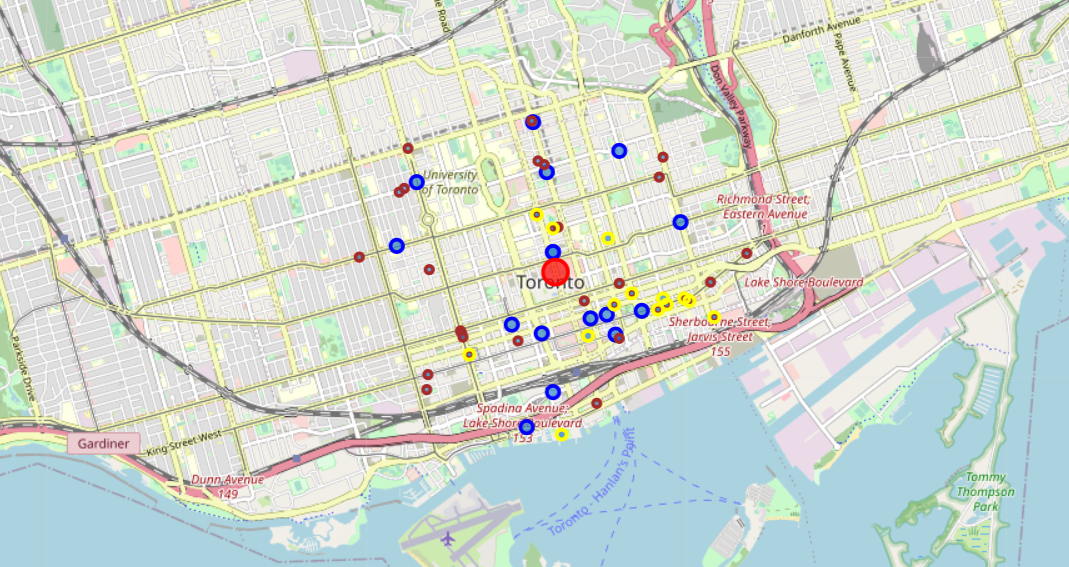 Danforth Avenue
Pape Avenue
Don Valley Parkway
University
of Toronto
Richmond Street;
Eastern Avenue
Toronto
Lake Shore Boulevard
Sherbourne Street;
Jarvis Street
155
Parkside Drive
Spadina Avenue;
Lake Shore Boulevard
153
Gardiner
King Street West
Dunn Avenue
149
Toronto - Hanlan's Point
Tommy
Thompson
Park